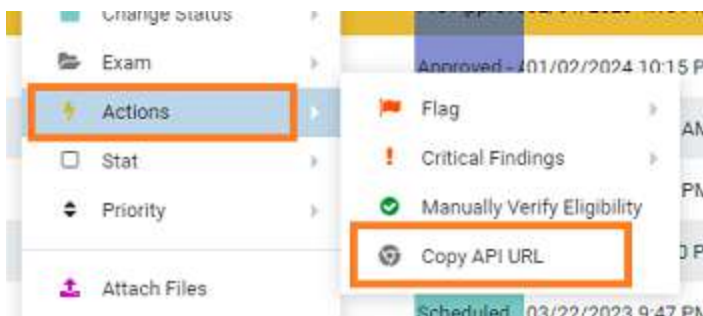 Change Status
Exam
Approved - 01/02/2024 10:15 P
Actions
Flag
Stat
Critical Findings
Priority
Manually Verify Eligibility
Copy API URL
Attach Files
Scheduled 03/22/2023 9:47 PM